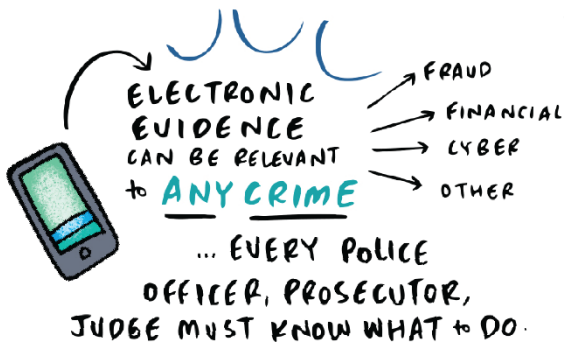 ELECTRONIC
EVIDENCE
CAN BE RELEVANT
to ANY CRIME
FRAUD
FINANCIAL
CYBER
OTHER
... EVERY POLICE
OFFICER, PROSECUTOR,
JUDGE MUST KNOW WHAT to DO.